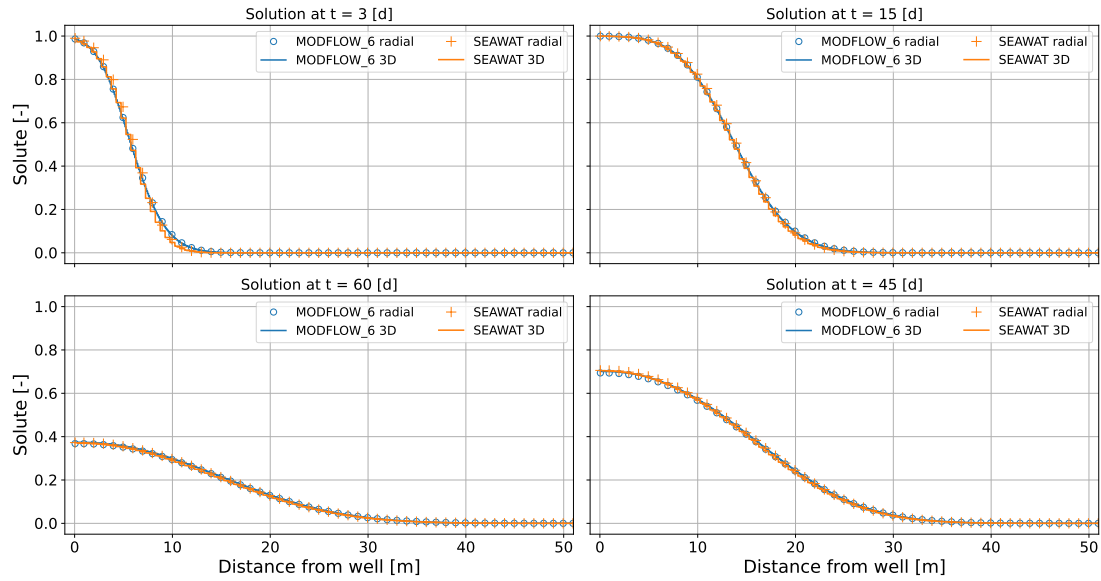 Solution at t = 3 [d]
MODFLOW_6 radial SEAWAT radial
MODFLOW_6 3D SEAWAT 3D
1.0
0.8
0.6
0.4
0.2
0.0
Solute [-]
Solution at t = 15 [d]
MODFLOW_6 radial SEAWAT radial
MODFLOW_6 3D SEAWAT 3D
Solution at t = 60 [d]
MODFLOW_6 radial SEAWAT radial
MODFLOW_6 3D SEAWAT 3D
1.0
0.8
0.6
0.4
0.2
0.0
Solute [-]
0 10 20 30 40 50
Distance from well [m]
Solution at t = 45 [d]
MODFLOW_6 radial SEAWAT radial
MODFLOW_6 3D SEAWAT 3D
0 10 20 30 40 50
Distance from well [m]